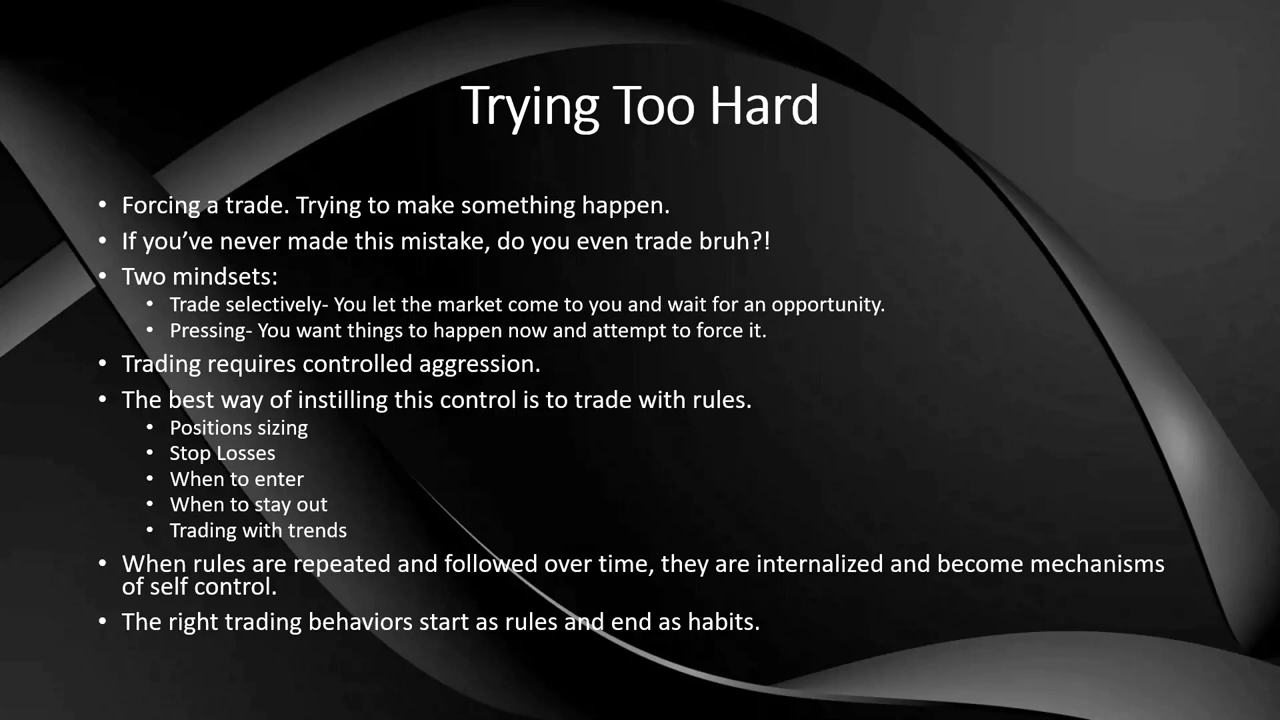 Trying Too Hard
• Forcing a trade. Trying to make something happen.
• If you’ve never made this mistake, do you even trade bruh?!
• Two mindsets:
• Trade selectively- You let the market come to you and wait for an opportunity.
• Pressing- You want things to happen now and attempt to force it.
• Trading requires controlled aggression.
• The best way of instilling this control is to trade with rules.
• Positions sizing
• Stop Losses
• When to enter
• When to stay out
• Trading with trends
• When rules are repeated and followed over time, they are internalized and become mechanisms
of self control.
• The right trading behaviors start as rules and end as habits.